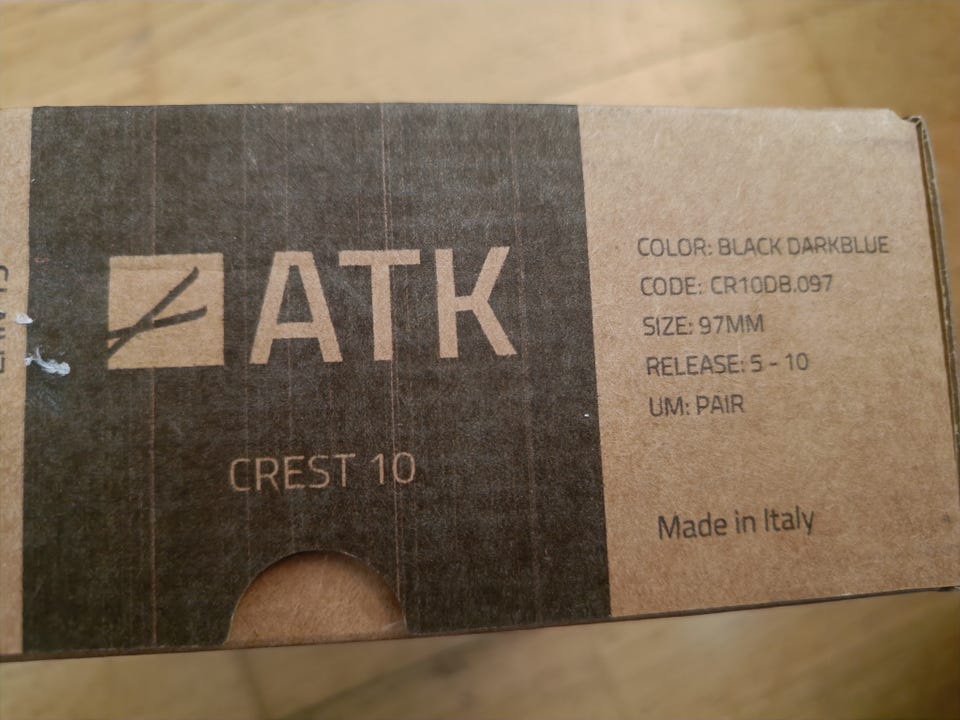 ATK
CREST 10
COLOR: BLACK DARKBLUE
CODE: CR10DB.097
SIZE: 97MM
RELEASE: 5 - 10
UM: PAIR
Made in Italy